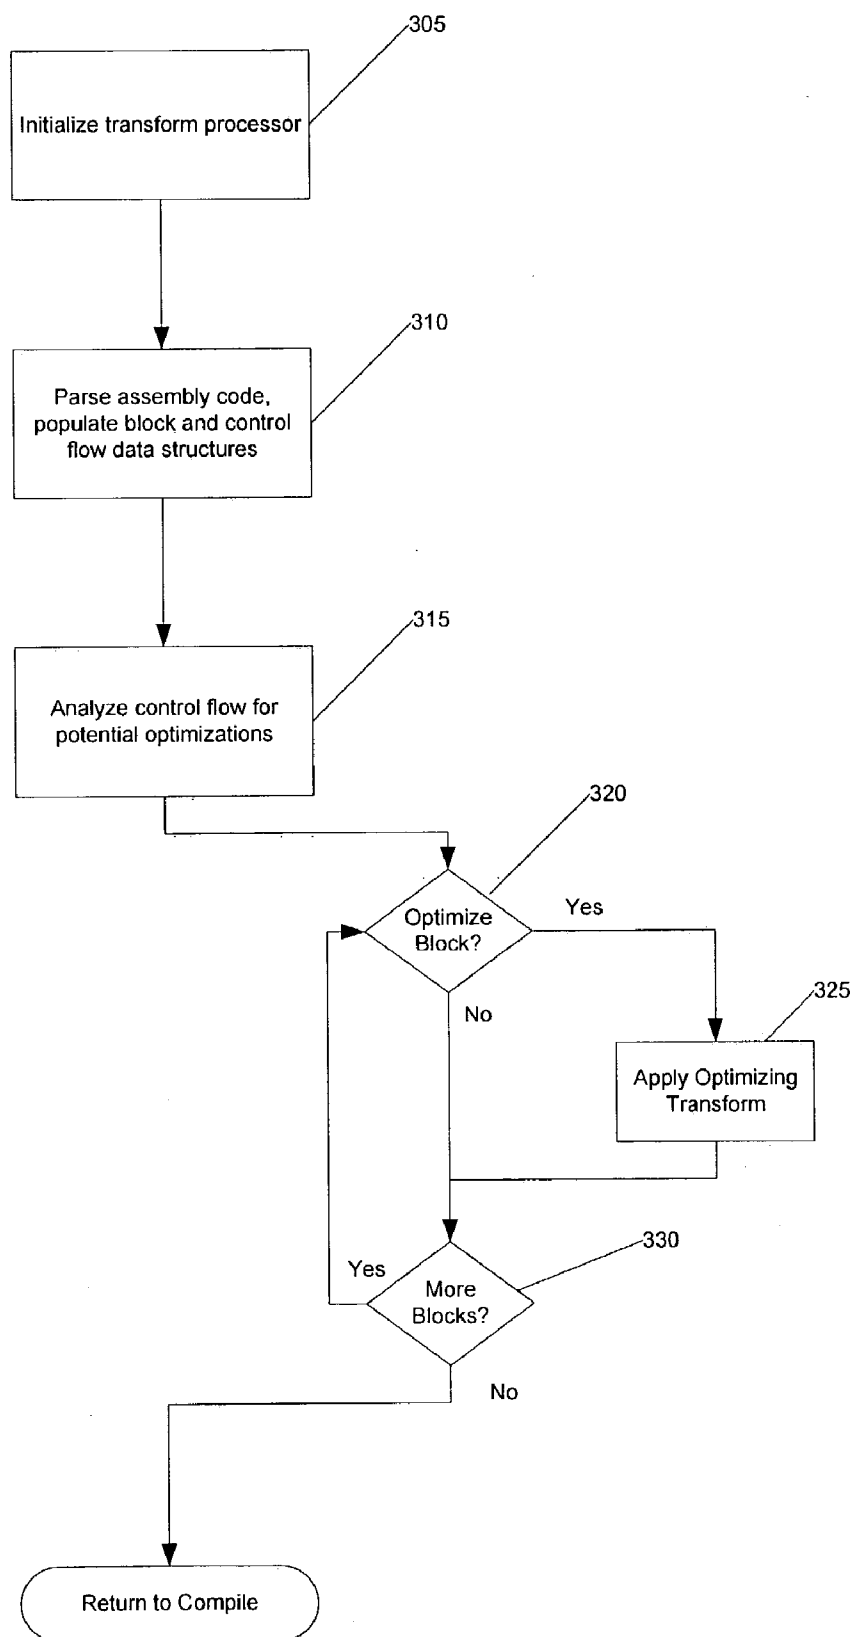 305
Initialize transform processor
310
Parse assembly code,
populate block and control
flow data structures
315
Analyze control flow for
potential optimizations
320
Optimize
Block?
Yes
No
325
Apply Optimizing
Transform
330
Yes
More
Blocks?
No
Return to Compile